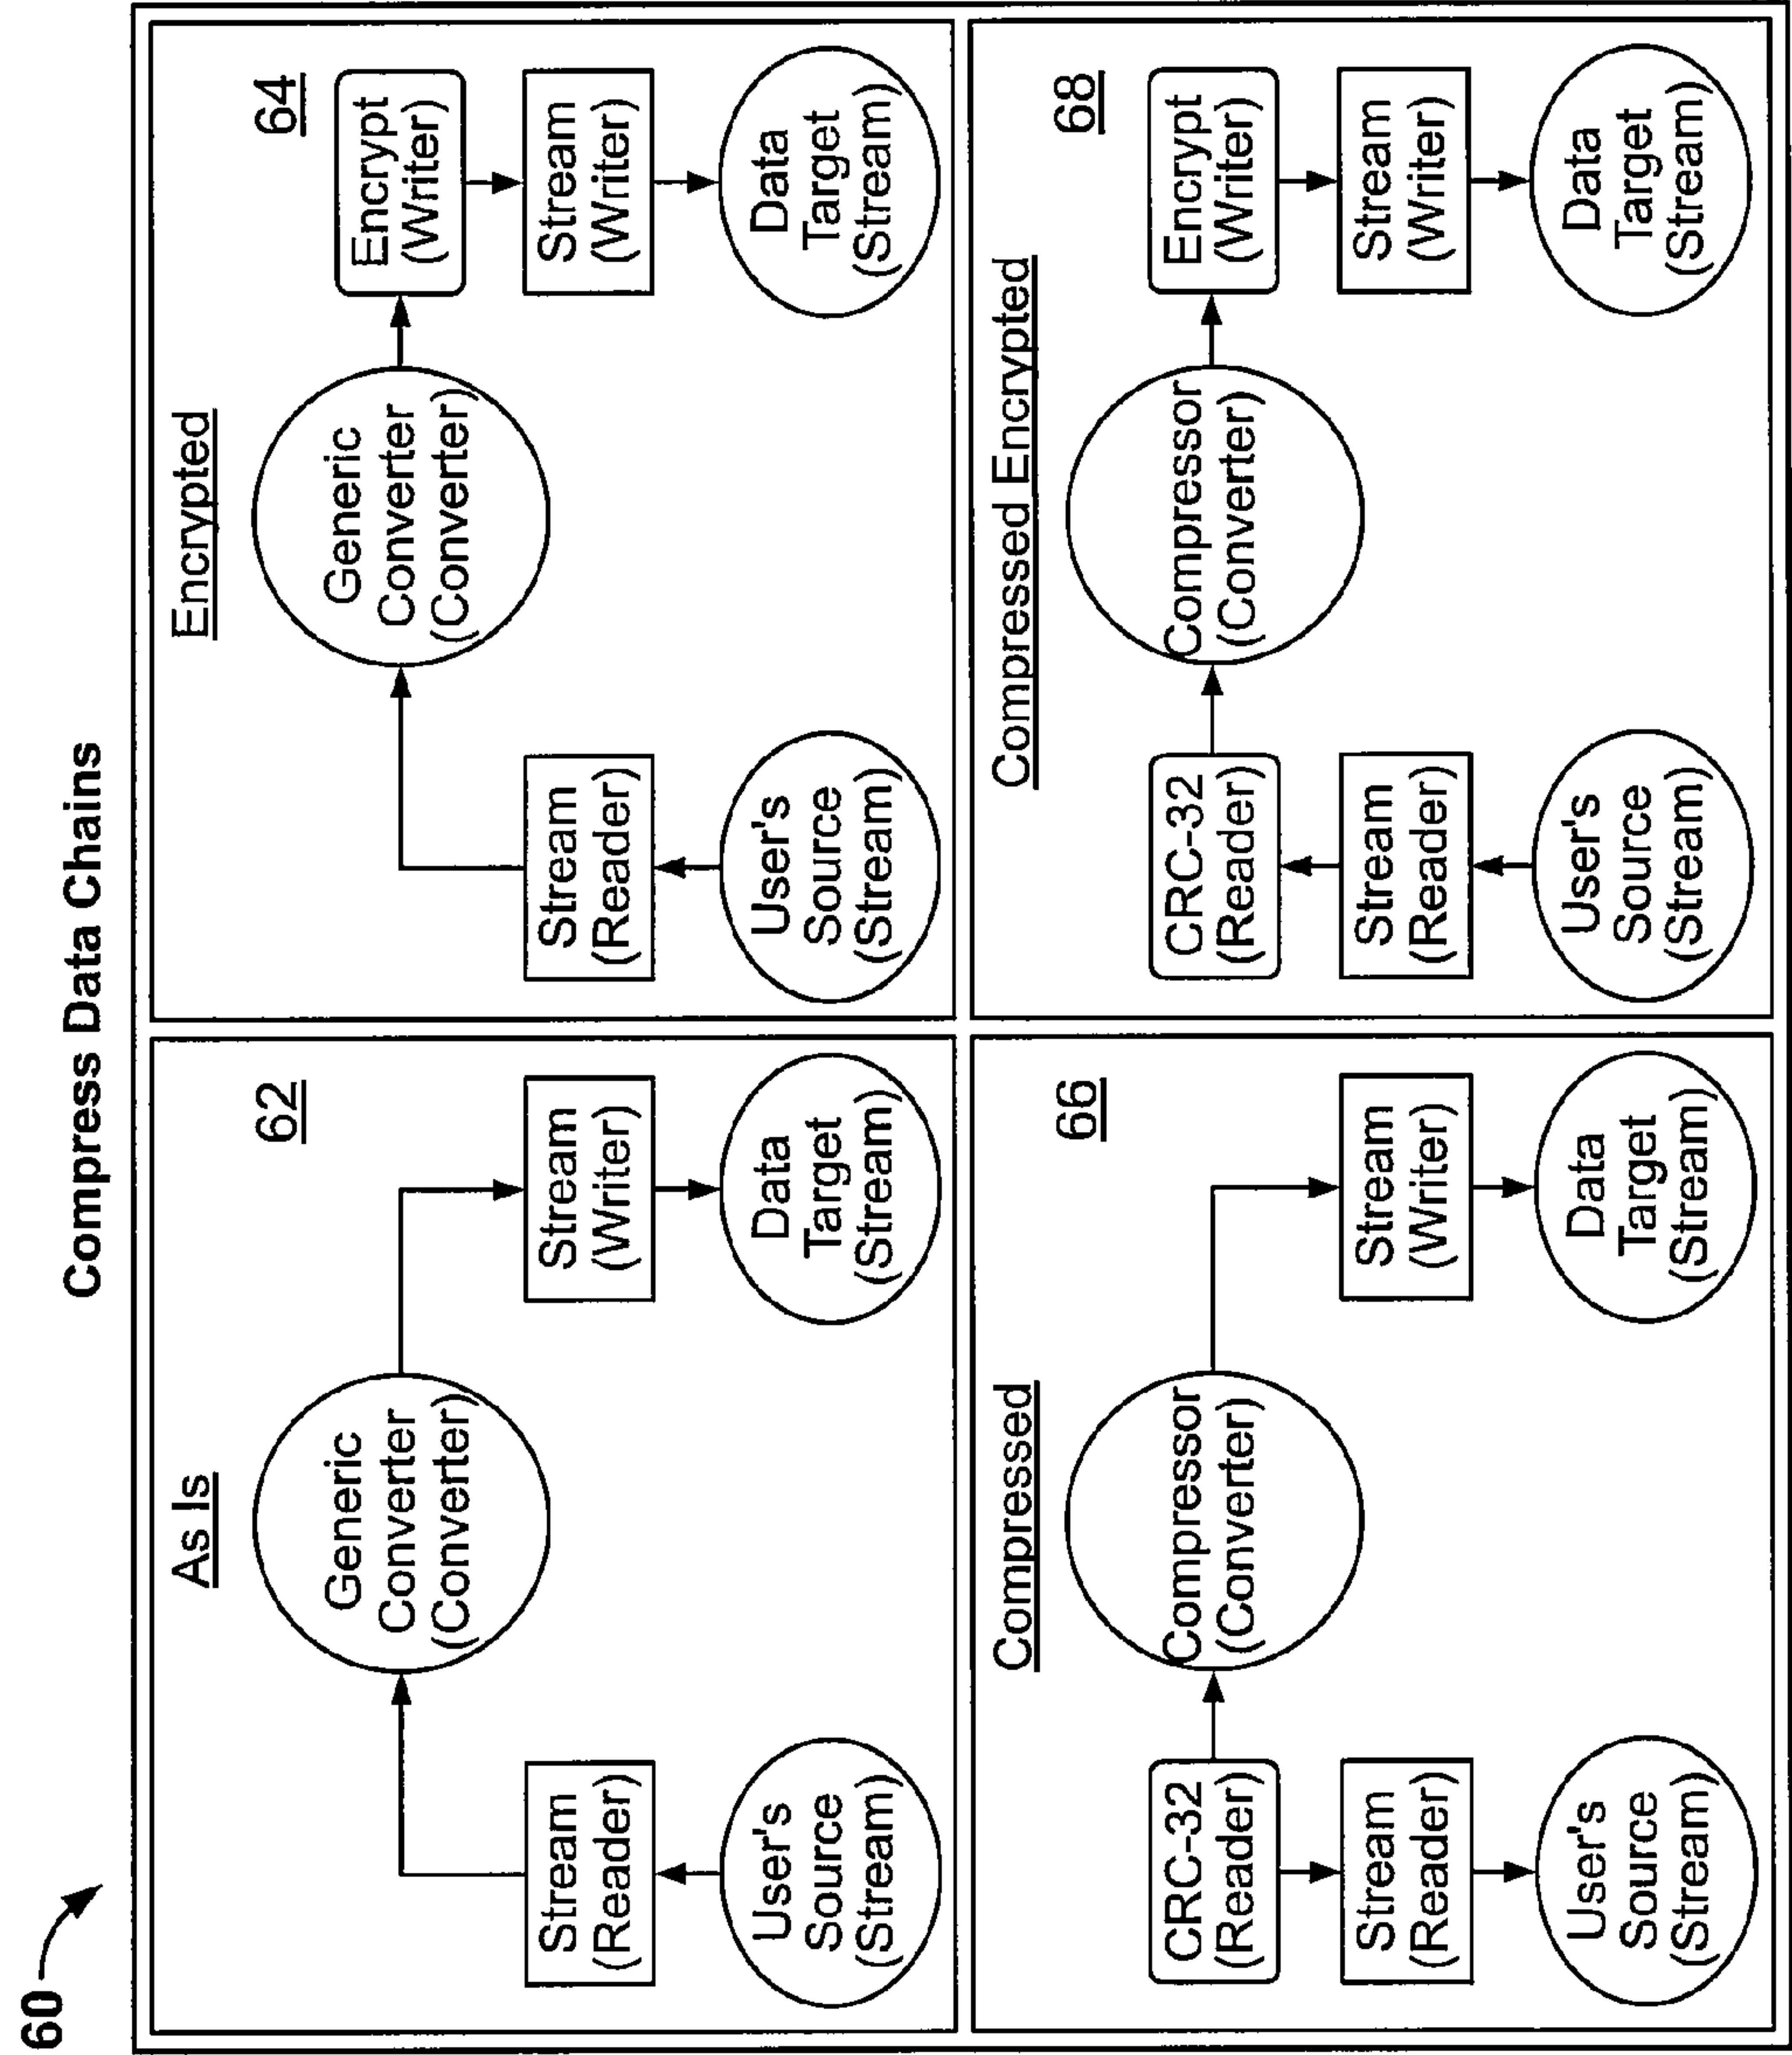 60
Compress Data Chains
As Is
62
Generic
Converter
(Converter)
Stream
(Reader)
User's
Source
(Stream)
Stream
(Writer)
Data
Target
(Stream)
Encrypted
64
Generic
Converter
(Converter)
Encrypt
(Writer)
Stream
(Reader)
User's
Source
(Stream)
Stream
(Writer)
Data
Target
(Stream)
Compressed
66
CRC-32
(Reader)
Compressor
(Converter)
Stream
(Reader)
User's
Source
(Stream)
Stream
(Writer)
Data
Target
(Stream)
Compressed Encrypted
68
CRC-32
(Reader)
Compressor
(Converter)
Encrypt
(Writer)
Stream
(Reader)
User's
Source
(Stream)
Stream
(Writer)
Data
Target
(Stream)